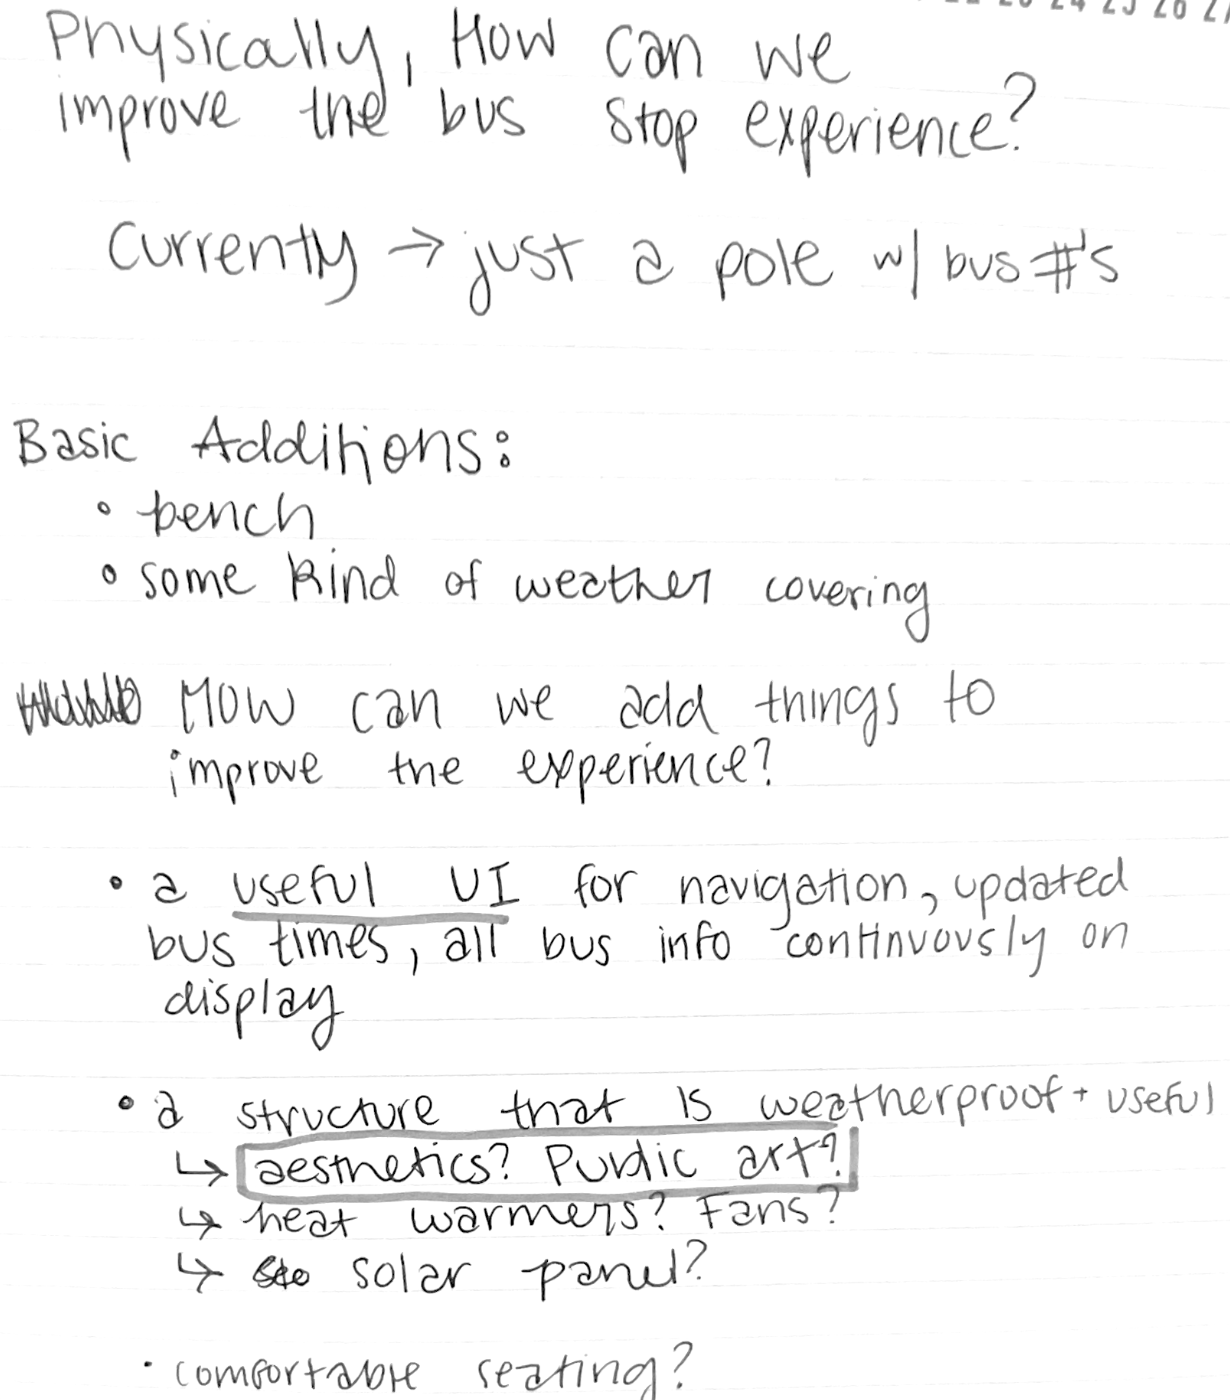 Physically, How can we
improve the bus stop experience?
Currently → just a pole w/ bus #'s
Basic Additions:
• bench
• some kind of weather covering
How can we add things to
improve the experience?
• a useful UI for navigation, updated
bus times, all bus info continuously on
display
• a structure that is weatherproof + useful
↳ aesthetics? Public art?
↳ heat warmers? Fans?
↳ solar panel?
• comfortable seating?